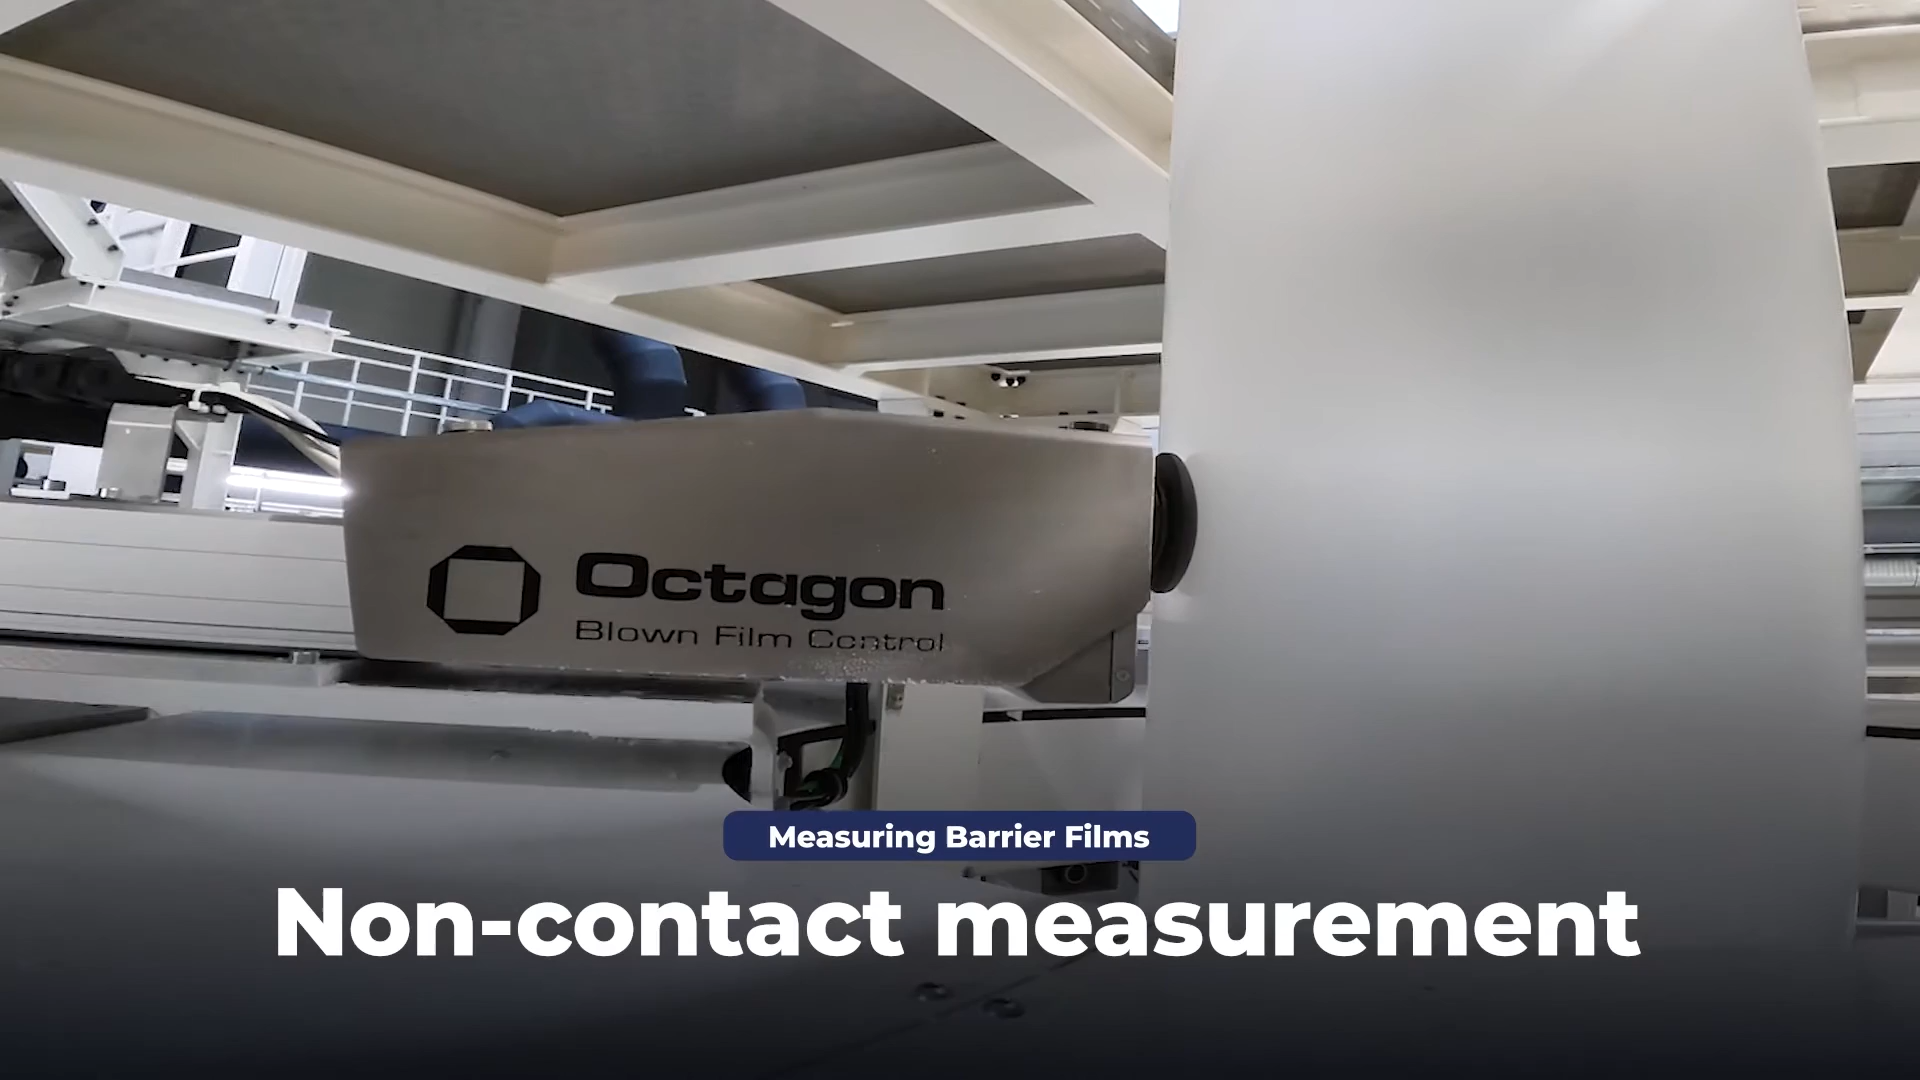 Octagon
Blown Film Control
Measuring Barrier Films
Non-contact measurement